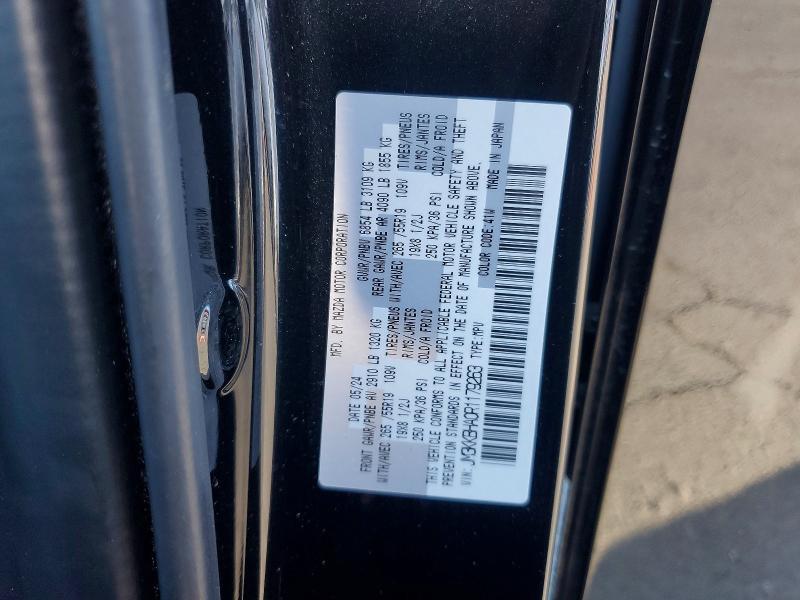 MFD. BY MAZDA MOTOR CORPORATION
DATE 05/24 GVWR/PNBV 6854 LB 3109 KG
FRONT GAWR/PNBE AV 2910 LB 1320 KG REAR GAWR/PNBE AR 4090 LB 1855 KG
WITH/AVEC 265 /55R19 109V TIRES/PNEUS WITH/AVEC 265 /55R19 109V TIRES/PNEUS
19X8 1/2J RIMS/JANTES 19X8 1/2J RIMS/JANTES
250 KPA/36 PSI COLD/A FROID 250 KPA/36 PSI COLD/A FROID
THIS VEHICLE CONFORMS TO ALL APPLICABLE FEDERAL MOTOR VEHICLE SAFETY AND THEFT
PREVENTION STANDARDS IN EFFECT ON THE DATE OF MANUFACTURE SHOWN ABOVE.
VIN: TYPE:MPV COLOR CODE:41W MADE IN JAPAN